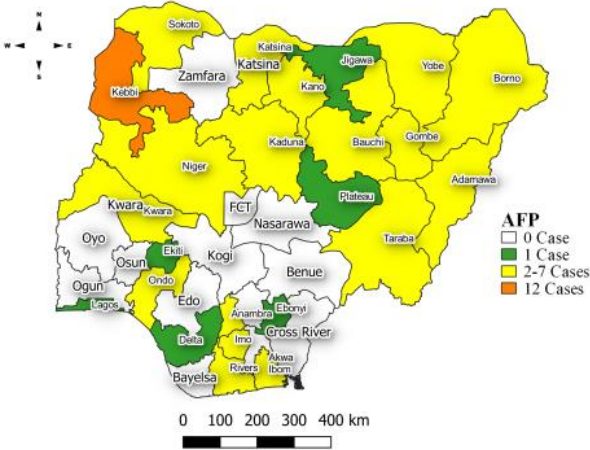 N
W E
S
Sokoto
Katsina
Katsina
Jigawa
Zamfara
Yobe
Borno
Kebbi
Kano
Kaduna
Bauchi
Gombe
Niger
Adamawa
Plateau
Kwara
Kwara
FCT
Nasarawa
Taraba
Oyo
Osun
Ekiti
Kogi
Benue
Ogun
Ondo
Edo
Lagos
Anambra
Ebonyi
Cross River
Delta
Imo
Rivers
Akwa
Ibom
Bayelsa
AFP
0 Case
1 Case
2-7 Cases
12 Cases
0 100 200 300 400 km